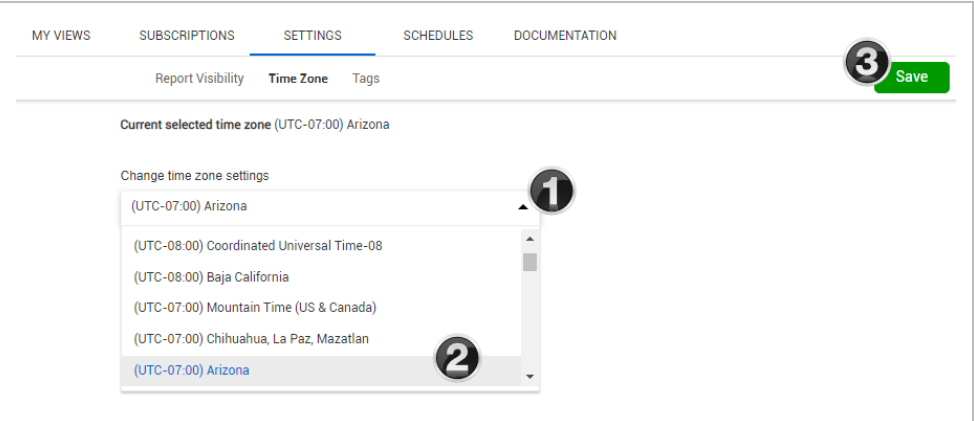 MY VIEWS SUBSCRIPTIONS SETTINGS SCHEDULES DOCUMENTATION
Report Visibility Time Zone Tags
3 Save
Current selected time zone (UTC-07:00) Arizona
Change time zone settings
1
(UTC-07:00) Arizona
(UTC-08:00) Coordinated Universal Time-08
(UTC-08:00) Baja California
(UTC-07:00) Mountain Time (US & Canada)
(UTC-07:00) Chihuahua, La Paz, Mazatlan
(UTC-07:00) Arizona 2